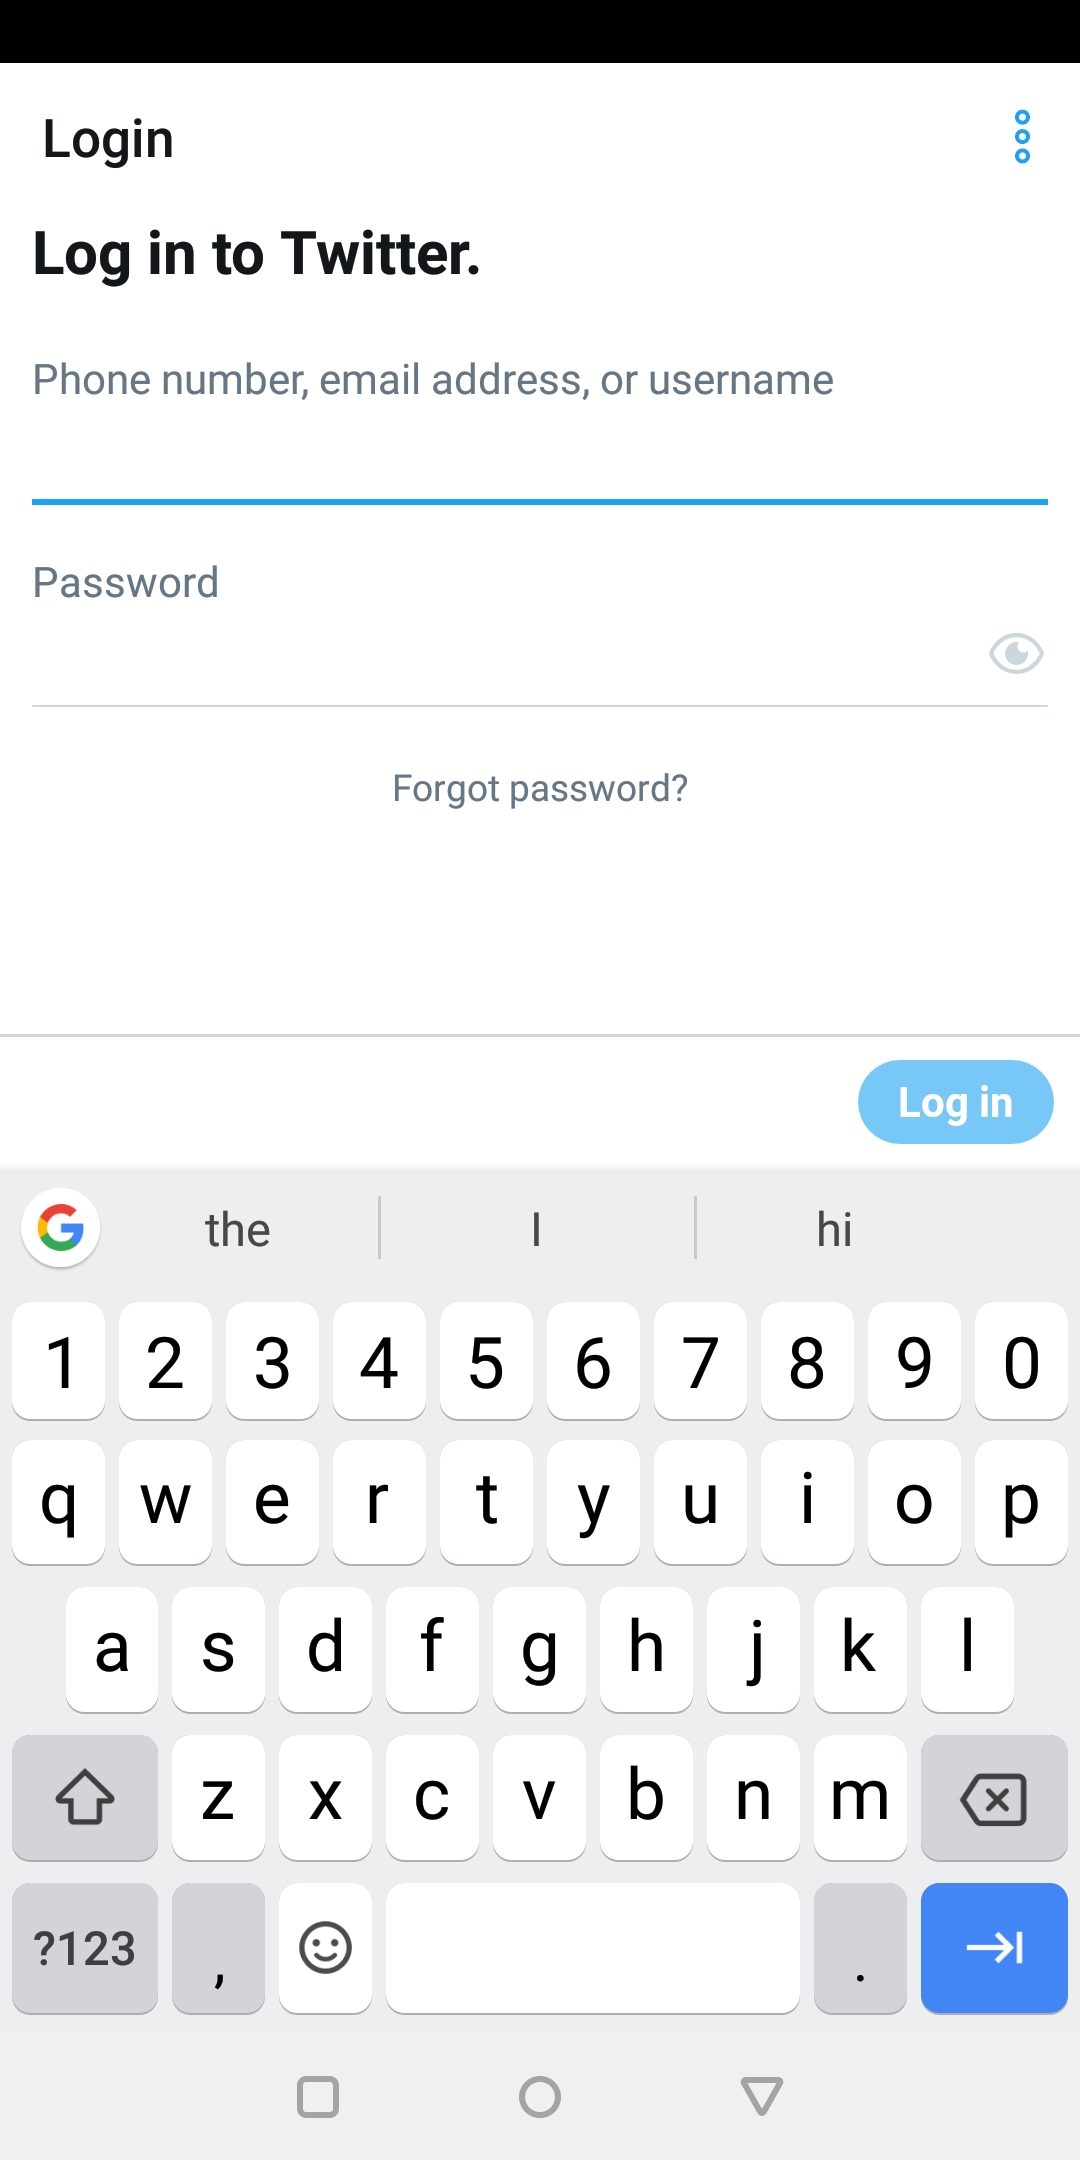 Login
Log in to Twitter.
Phone number, email address, or username
Password
Forgot password?
Log in
the I hi
1 2 3 4 5 6 7 8 9 0
q w e r t y u i o p
a s d f g h j k l
z x c v b n m
?123 , .